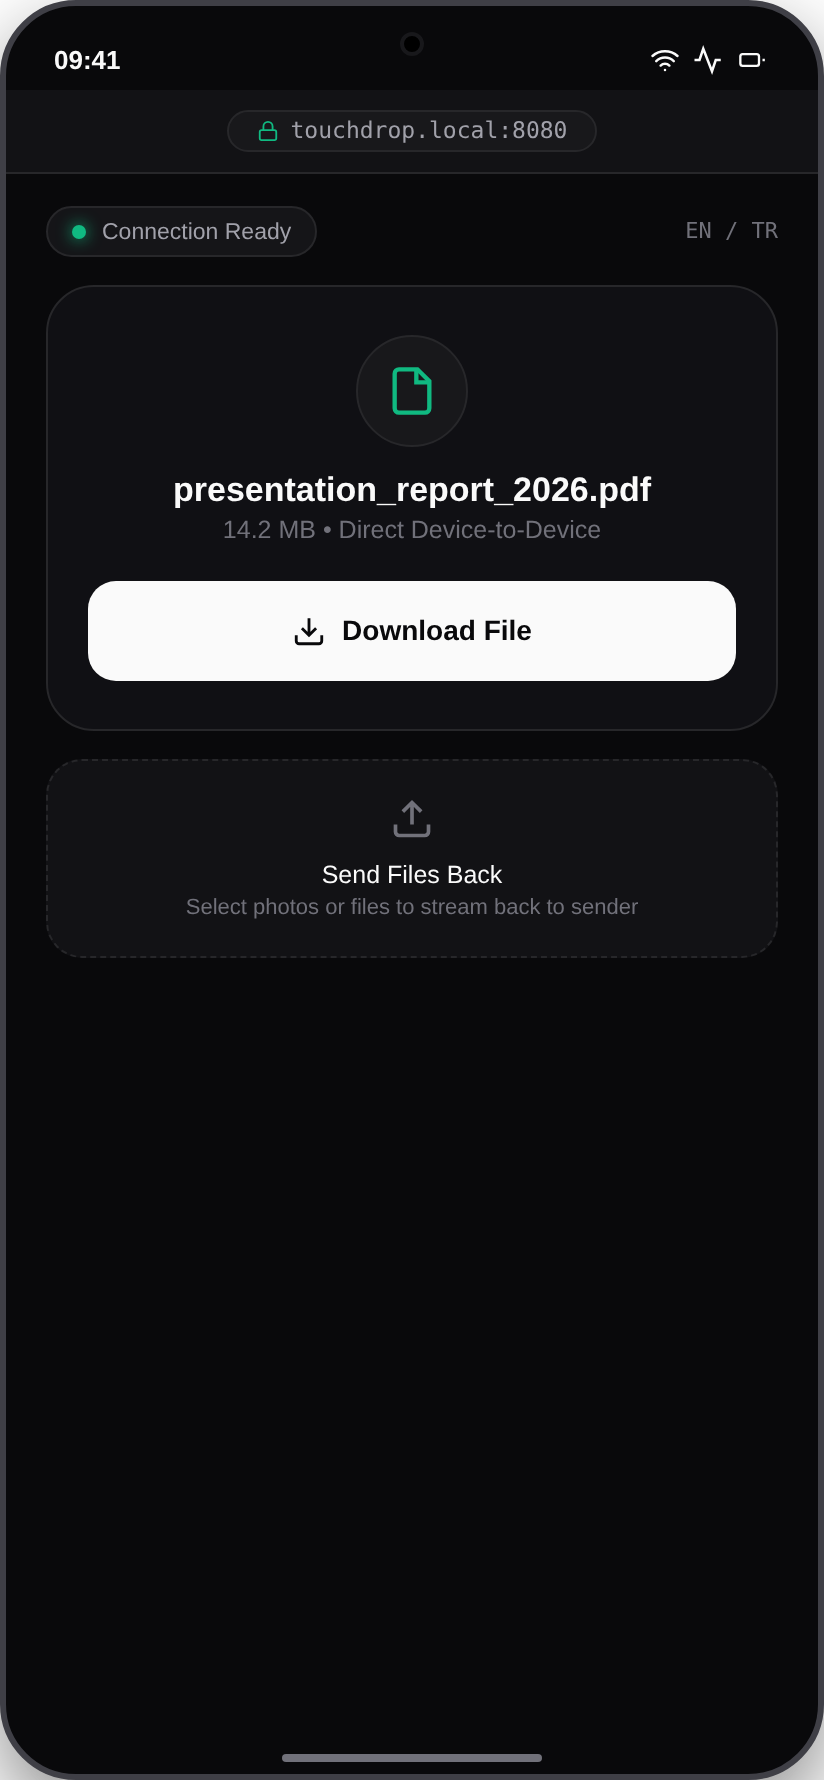 09:41
touchdrop.local:8080
Connection Ready
EN / TR
presentation_report_2026.pdf
14.2 MB • Direct Device-to-Device
Download File
Send Files Back
Select photos or files to stream back to sender